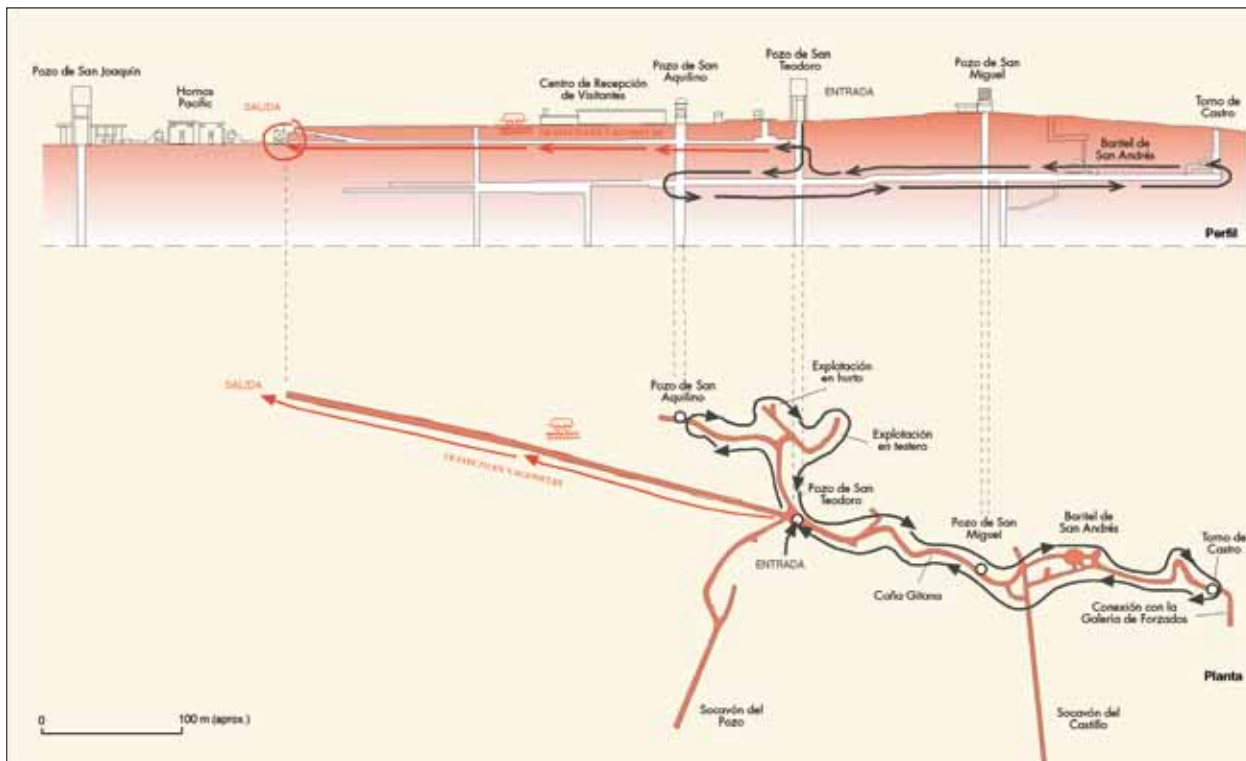 Pozo de San Joaquín
Hornos
Pacific
SALIDA
Centro de Recepción
de Visitantes
Pozo de San
Aquilino
Pozo de San
Teodoro
ENTRADA
Pozo de San
Miguel
Torno de
Castro
Baritel de
San Andrés
Perfil
Explotación
en hurto
Pozo de San
Aquilino
SALIDA
Explotación
en testero
Pozo de San
Teodoro
Pozo de San
Miguel
Baritel de
San Andrés
Torno de
Castro
ENTRADA
Caña Gitana
Conexión con la
Galería de Forzados
Planta
0
100 m (aprox.)
Socavón del
Pozo
Socavón del
Castillo